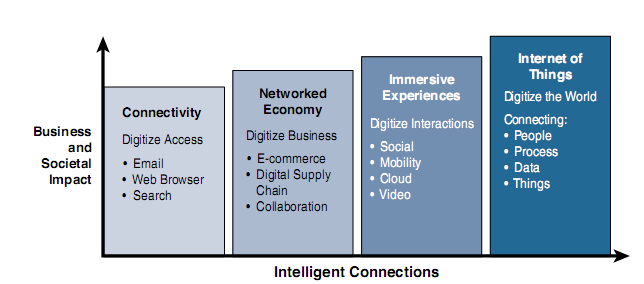 Business
and
Societal
Impact
Connectivity
Digitize Access
• Email
• Web Browser
• Search
Networked
Economy
Digitize Business
• E-commerce
• Digital Supply
Chain
• Collaboration
Immersive
Experiences
Digitize Interactions
• Social
• Mobility
• Cloud
• Video
Internet of
Things
Digitize the World
Connecting:
• People
• Process
• Data
• Things
Intelligent Connections